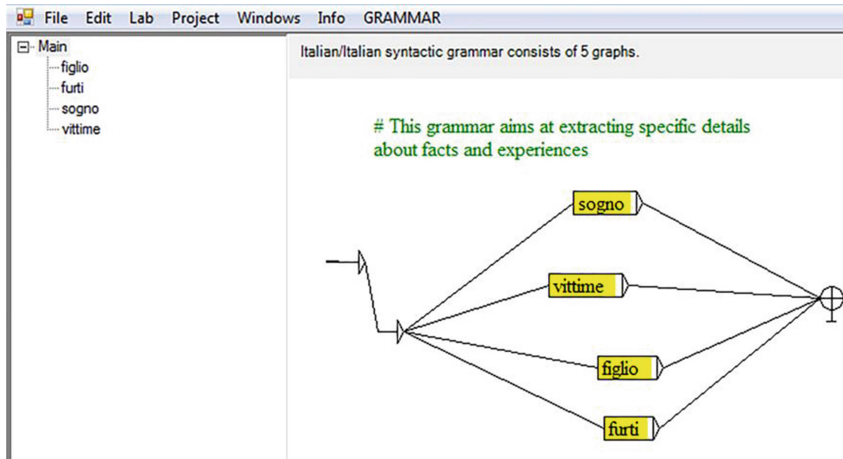 File Edit Lab Project Windows Info GRAMMAR
Main
figlio
furti
sogno
vittime
Italian/Italian syntactic grammar consists of 5 graphs.
# This grammar aims at extracting specific details
about facts and experiences
sogno
vittime
figlio
furti